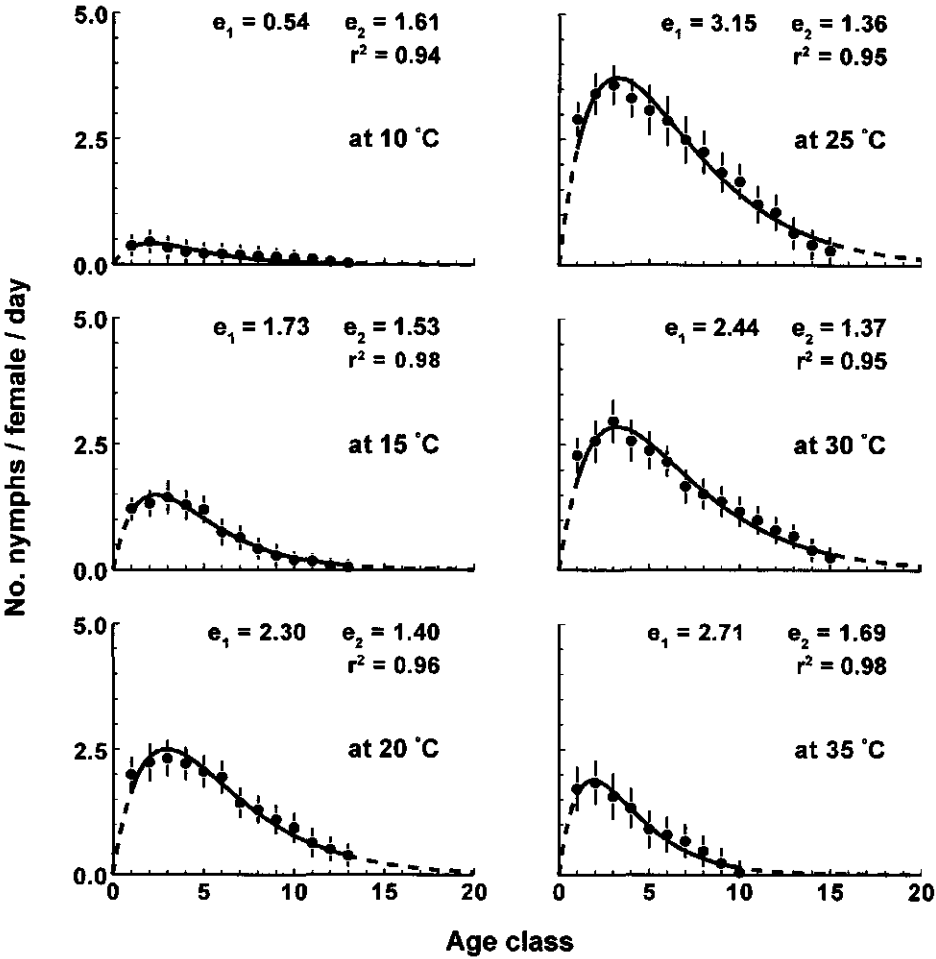 No. nymphs / female / day
5.0
2.5
0.0
e₁ = 0.54 e₂ = 1.61
r² = 0.94
at 10 °C
e₁ = 3.15 e₂ = 1.36
r² = 0.95
at 25 °C
0 5 10 15 20
5.0
2.5
0.0
e₁ = 1.73 e₂ = 1.53
r² = 0.98
at 15 °C
e₁ = 2.44 e₂ = 1.37
r² = 0.95
at 30 °C
5.0
2.5
0.0
e₁ = 2.30 e₂ = 1.40
r² = 0.96
at 20 °C
e₁ = 2.71 e₂ = 1.69
r² = 0.98
at 35 °C
0 5 10 15 20
0 5 10 15 20
Age class